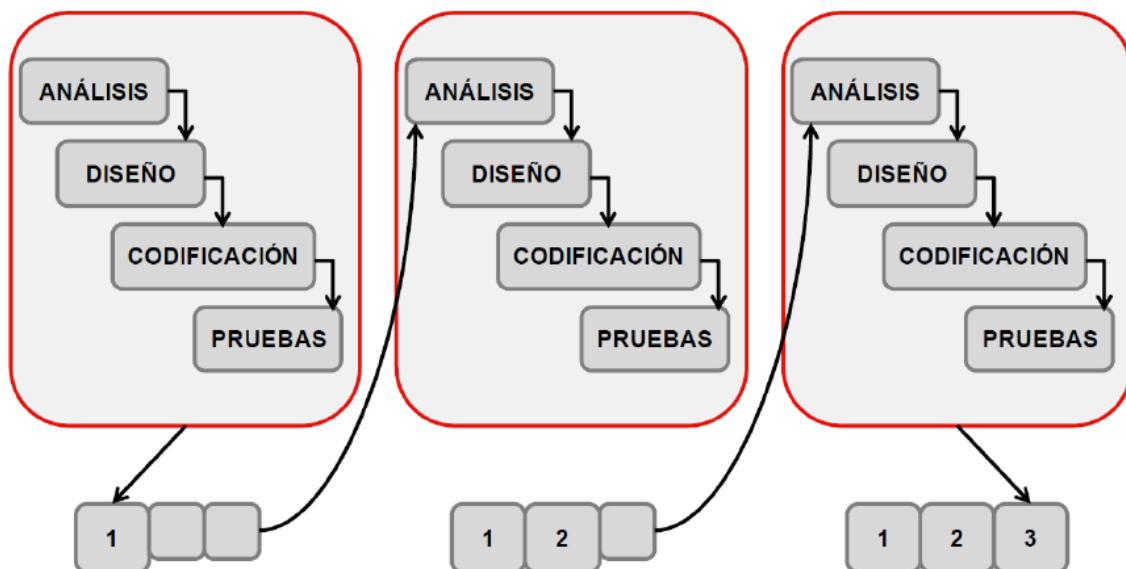 ANÁLISIS
DISEÑO
CODIFICACIÓN
PRUEBAS
ANÁLISIS
DISEÑO
CODIFICACIÓN
PRUEBAS
ANÁLISIS
DISEÑO
CODIFICACIÓN
PRUEBAS
1
1 2
1 2 3